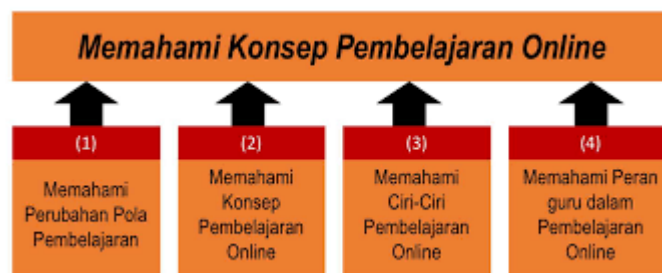 Memahami Konsep Pembelajaran Online
(1)
Memahami
Perubahan Pola
Pembelajaran
(2)
Memahami
Konsep
Pembelajaran
Online
(3)
Memahami
Ciri-Ciri
Pembelajaran
Online
(4)
Memahami Peran
guru dalam
Pembelajaran
Online